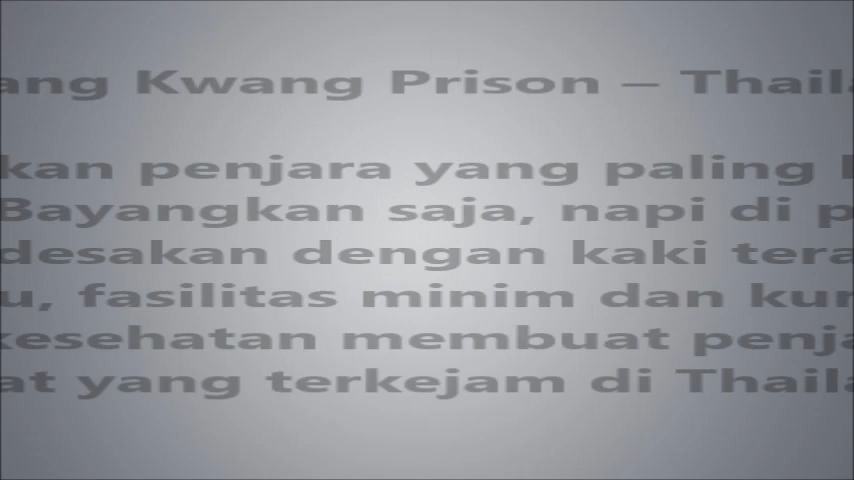 ang Kwang Prison – Thaila
kan penjara yang paling
Bayangkan saja, napi di p
desakan dengan kaki tera
u, fasilitas minim dan kur
kesehatan membuat penja
at yang terkejam di Thaila